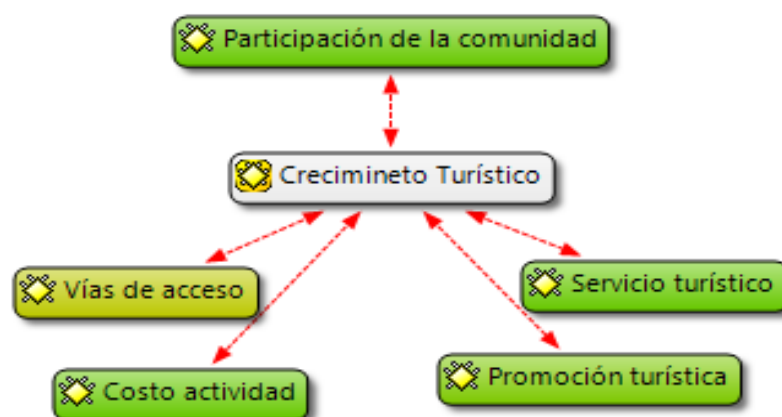 Participación de la comunidad
Crecimineto Turístico
Vías de acceso
Servicio turístico
Costo actividad
Promoción turística